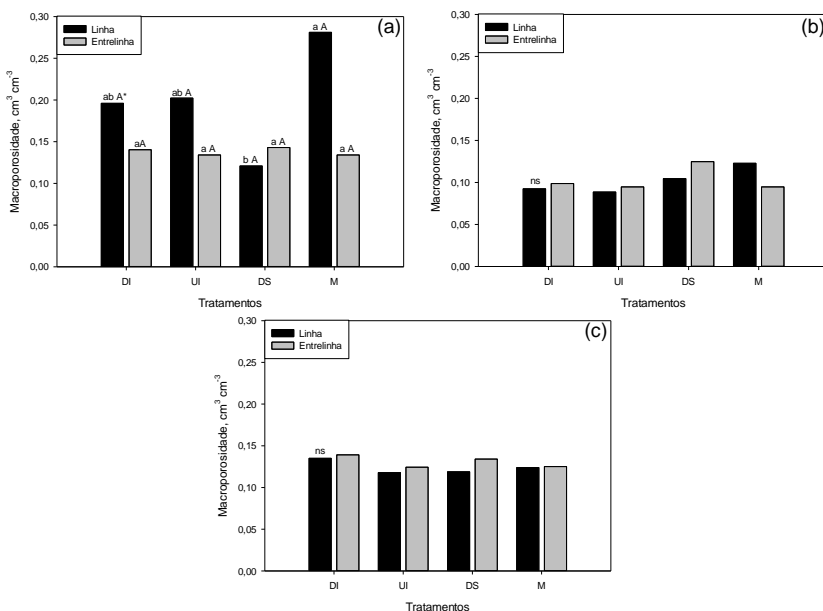 (a)
Linha
Entrelinha
Macroporosidade, cm³ cm⁻³
0,30
0,25
0,20
0,15
0,10
0,05
0,00
ab A*
aA
ab A
a A
b A
a A
a A
a A
DI UI DS M
Tratamentos
(b)
Linha
Entrelinha
Macroporosidade, cm³ cm⁻³
0,30
0,25
0,20
0,15
0,10
0,05
0,00
ns
DI UI DS M
Tratamentos
(c)
Linha
Entrelinha
Macroporosidade, cm³ cm⁻³
0,30
0,25
0,20
0,15
0,10
0,05
0,00
ns
DI UI DS M
Tratamentos